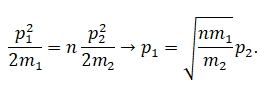 p₁²/2m₁ = n p₂²/2m₂ → p₁ = √(nm₁/m₂) p₂.